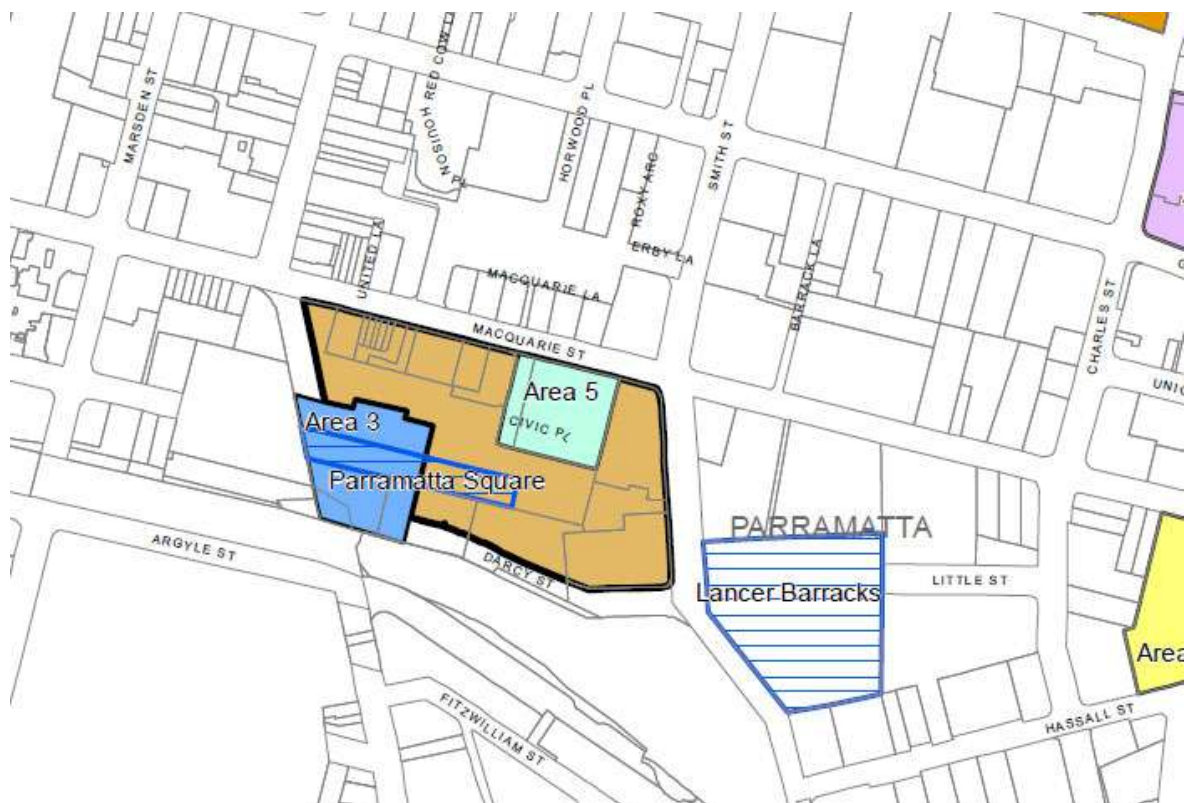 RED COW L
MARSDEN ST
HOUISON PL
HORWOOD PL
SMITH ST
ROXY ARC
UNITED LA
ERBY LA
MACQUARIE LA
BARRACK LA
CHARLES ST
MACQUARIE ST
UNIO
Area 5
CIVIC PL
Area 3
Parramatta Square
PARRAMATTA
ARGYLE ST
DARCY ST
Lancer Barracks
LITTLE ST
Area
FITZWILLIAM ST
HASSALL ST